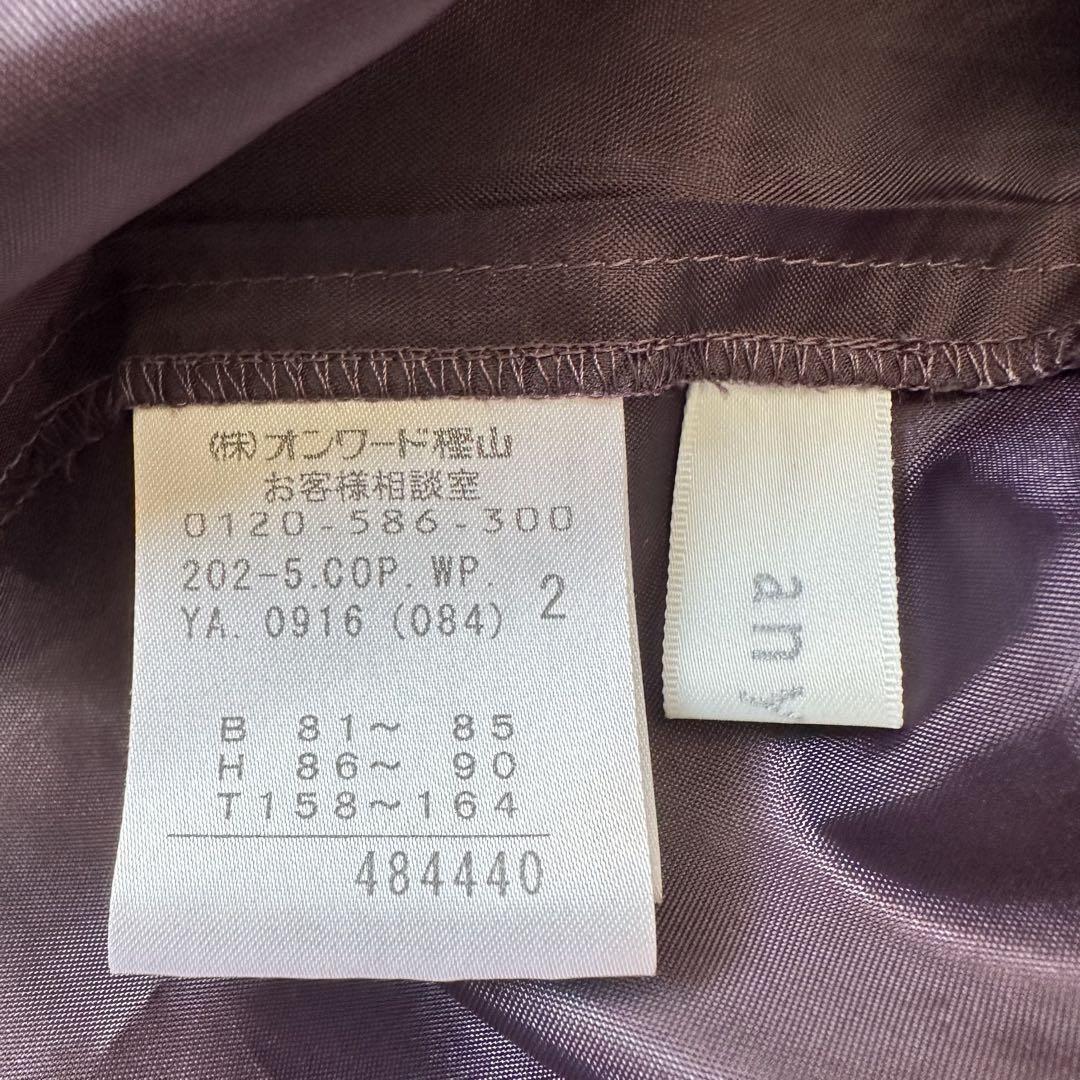 (株)オンワード樫山
お客様相談室
0120-586-300
202-5.COP.WP.
YA.0916(084) 2
B 81～ 85
H 86～ 90
T158～164
484440
any